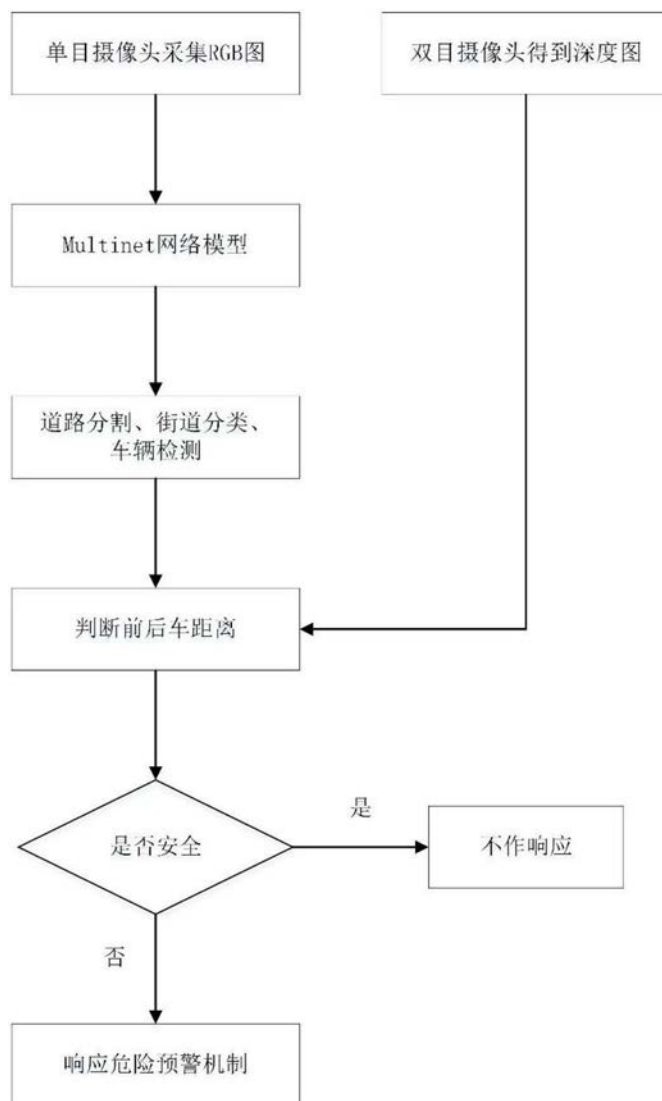 单目摄像头采集RGB图
双目摄像头得到深度图
Multinet网络模型
道路分割、街道分类、
车辆检测
判断前后车距离
是否安全
是
不作响应
否
响应危险预警机制